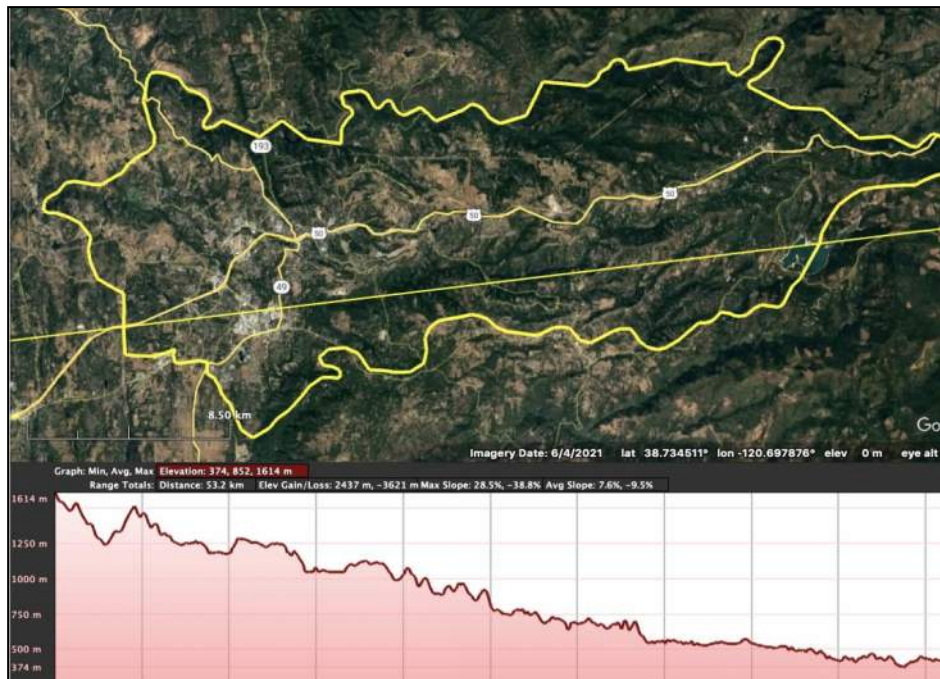 193
50
50
50
49
8.50 km
Go
Imagery Date: 6/4/2021 lat 38.734511° lon -120.697876° elev 0 m eye alt
Graph: Min, Avg, Max Elevation: 374, 852, 1614 m
Range Totals: Distance: 53.2 km Elev Gain/Loss: 2437 m, -3621 m Max Slope: 28.5%, -38.8% Avg Slope: 7.6%, -9.5%
1614 m
1250 m
1000 m
750 m
500 m
374 m